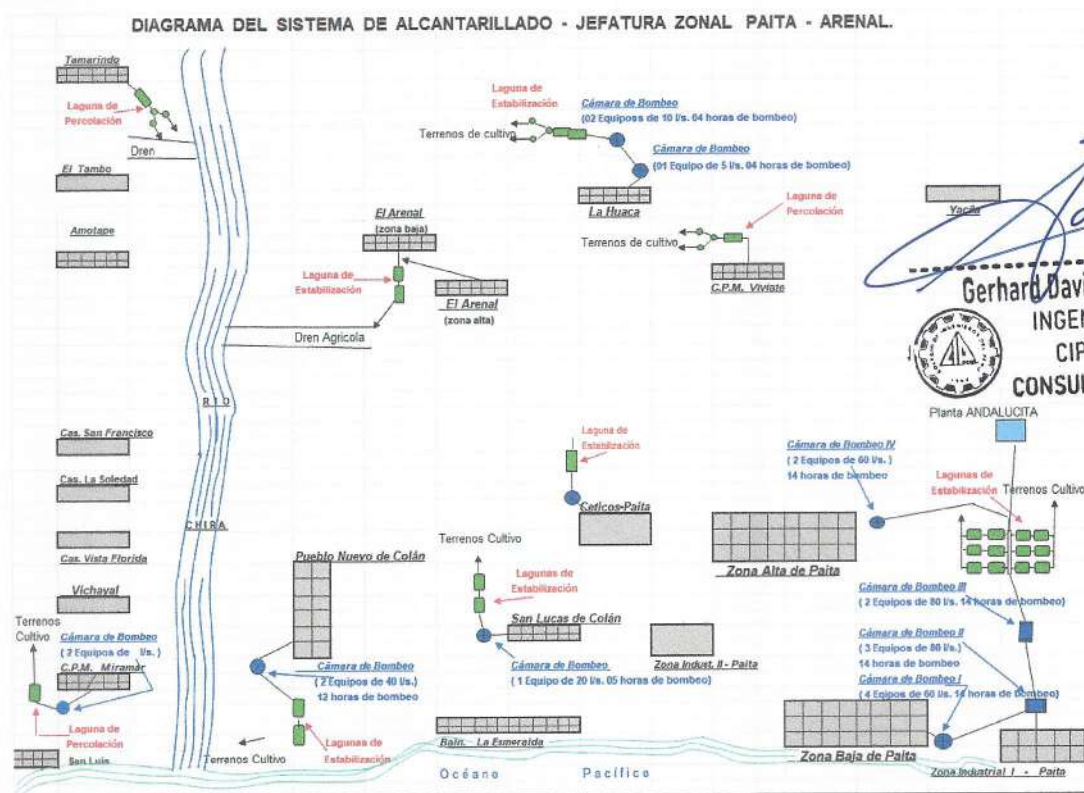 DIAGRAMA DEL SISTEMA DE ALCANTARILLADO - JEFATURA ZONAL PAITA - ARENAL.
Tamarindo
Laguna de
Percolación
Dren
El Tambo
Amotape
Laguna de
Estabilización
Cámara de Bombeo
(02 Equiposs de 10 l/s. 04 horas de bombeo)
Terrenos de cultivo
Cámara de Bombeo
(01 Equipo de 5 l/s. 04 horas de bombeo)
La Huaca
Laguna de
Percolación
Terrenos de cultivo
C.P.M. Viviate
Yacila
El Arenal
(zona baja)
Laguna de
Estabilización
El Arenal
(zona alta)
Dren Agricola
Gerhard Davi
INGEN
CIP
CONSUL
RIO
CHIRA
Cas. San Francisco
Cas. La Soledad
Cas. Vista Florida
Vichayal
Terrenos
Cultivo
Cámara de Bombeo
( 2 Equipos de l/s.)
C.P.M. Miramar
Laguna de
Percolación
San Luis
Pueblo Nuevo de Colán
Cámara de Bombeo
( 2 Equipos de 40 l/s.)
12 horas de bombeo
Lagunas de
Estabilización
Terrenos Cultivo
Laguna de
Estabilización
Ceticos-Paita
Terrenos Cultivo
Lagunas de
Estabilización
San Lucas de Colán
Cámara de Bombeo
( 1 Equipo de 20 l/s. 05 horas de bombeo)
Zona Indust. II - Paita
Baln. La Esmeralda
Planta ANDALUCITA
Cámara de Bombeo IV
( 2 Equipos de 60 l/s. )
14 horas de bombeo
Lagunas de
Estabilización
Terrenos Cultivo
Zona Alta de Paita
Cámara de Bombeo III
( 2 Equipos de 80 l/s. 14 horas de bombeo)
Cámara de Bombeo II
( 3 Equipos de 80 l/s.)
14 horas de bombeo
Cámara de Bombeo I
( 4 Eqipos de 60 l/s. 14 horas de bombeo)
Zona Baja de Paita
Zona Industrial I - Paita
Océano Pacífico